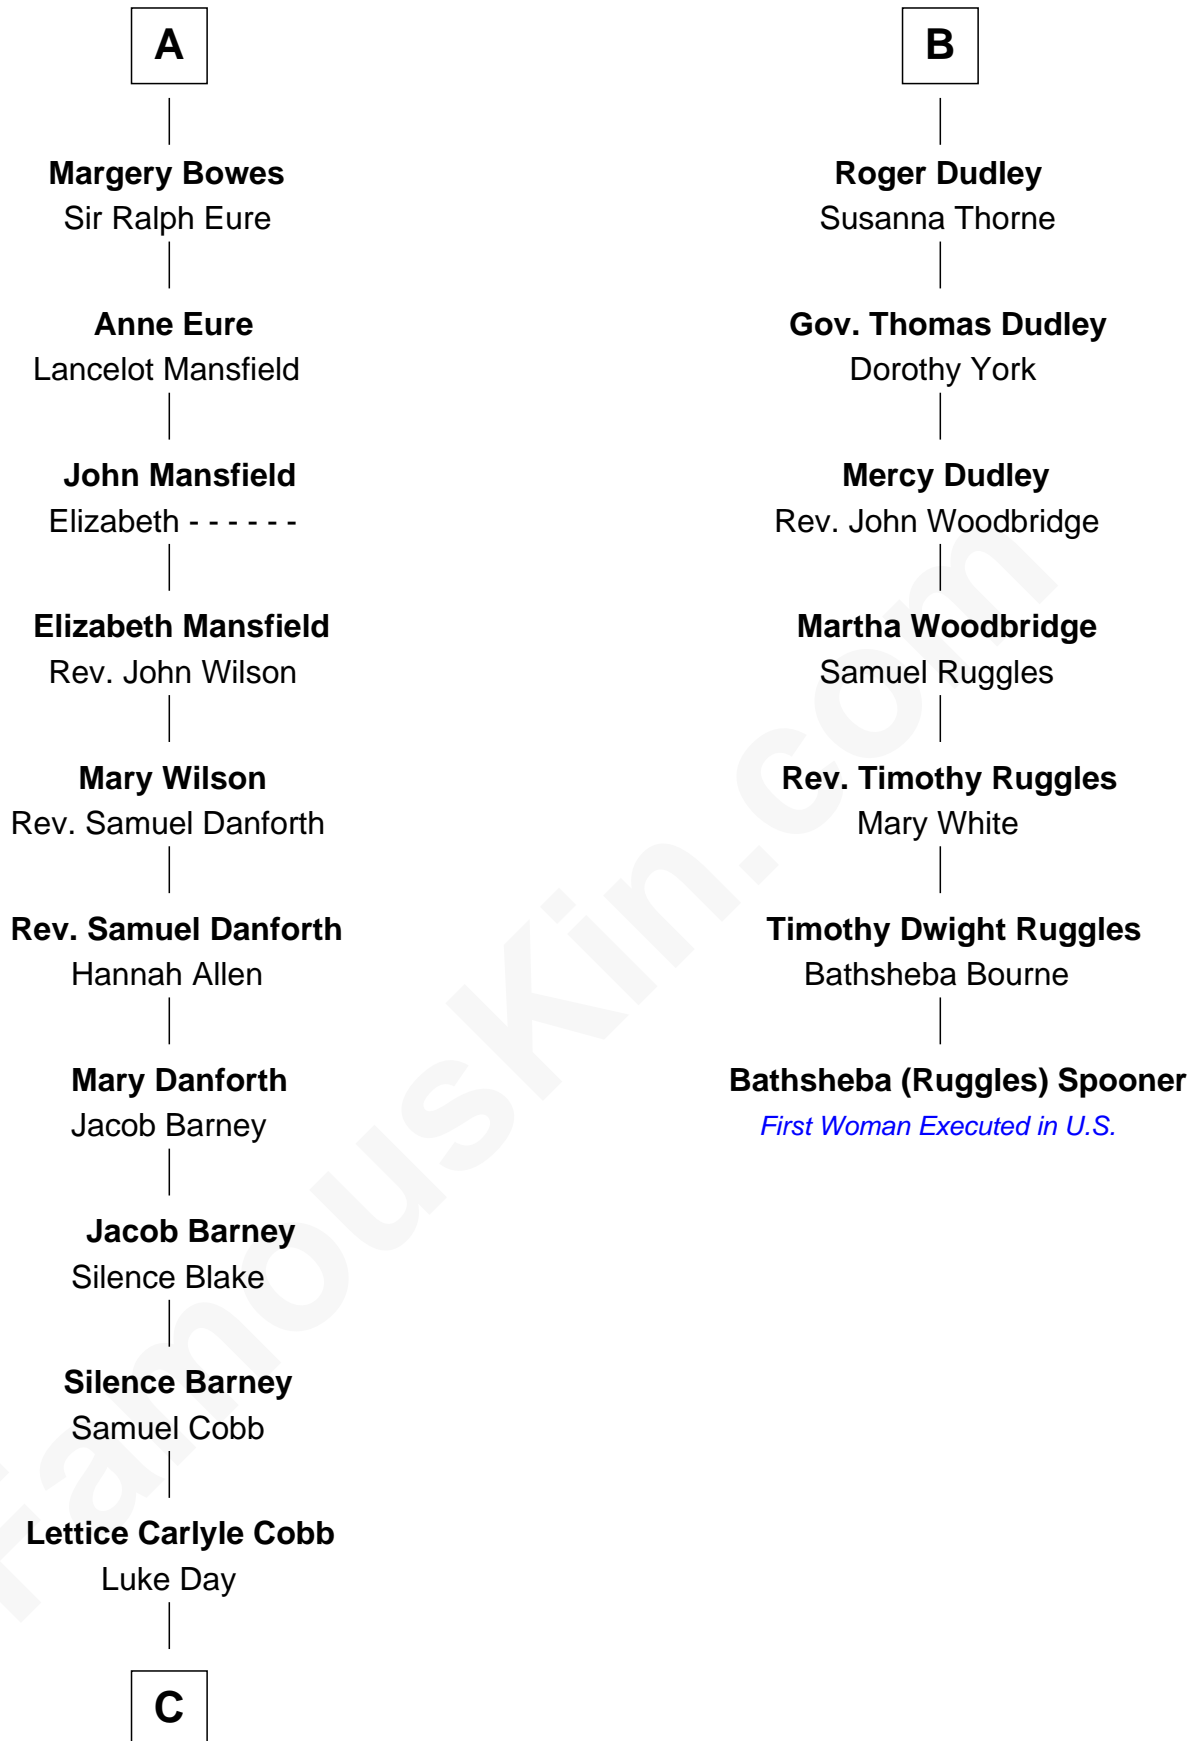 A
Margery Bowes
Sir Ralph Eure
Anne Eure
Lancelot Mansfield
John Mansfield
Elizabeth - - - - - -
Elizabeth Mansfield
Rev. John Wilson
Mary Wilson
Rev. Samuel Danforth
Rev. Samuel Danforth
Hannah Allen
Mary Danforth
Jacob Barney
Jacob Barney
Silence Blake
Silence Barney
Samuel Cobb
Lettice Carlyle Cobb
Luke Day
C
B
Roger Dudley
Susanna Thorne
Gov. Thomas Dudley
Dorothy York
Mercy Dudley
Rev. John Woodbridge
Martha Woodbridge
Samuel Ruggles
Rev. Timothy Ruggles
Mary White
Timothy Dwight Ruggles
Bathsheba Bourne
Bathsheba (Ruggles) Spooner
First Woman Executed in U.S.
FamousKin.com